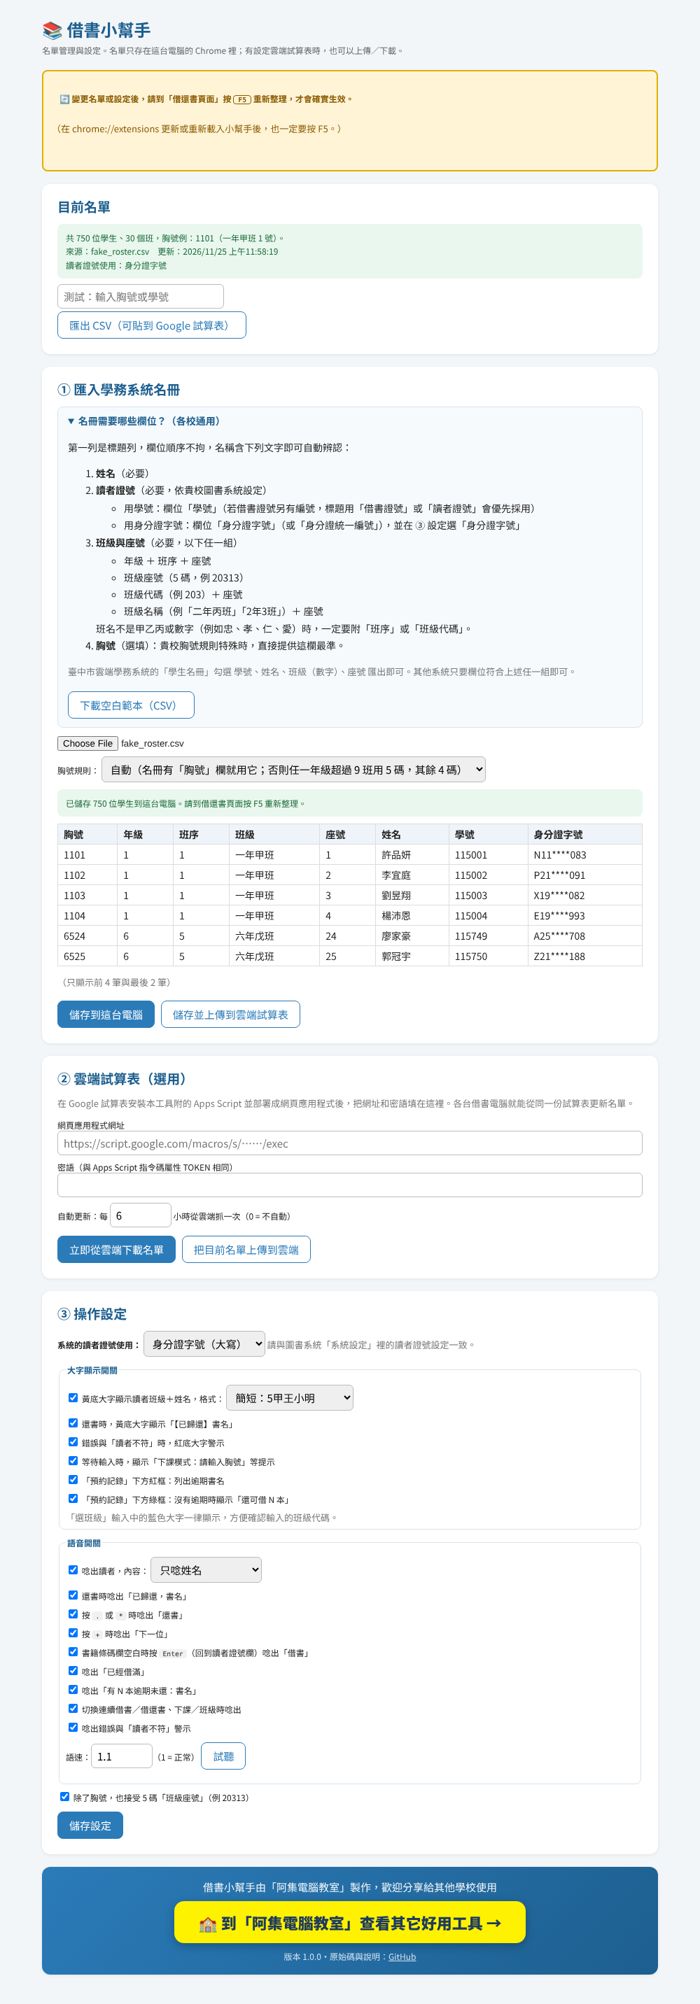 📚 借書小幫手
名單管理與設定。名單只存在這台電腦的 Chrome 裡；有設定雲端試算表時，也可以上傳／下載。
🔄 變更名單或設定後，請到「借還書頁面」按 F5 重新整理，才會確實生效。
（在 chrome://extensions 更新或重新載入小幫手後，也一定要按 F5。）
目前名單
共 750 位學生、30 個班，胸號例：1101（一年甲班 1 號）。
來源：fake_roster.csv　更新：2026/11/25 上午11:58:19
讀者證號使用：身分證字號
測試：輸入胸號或學號
匯出 CSV（可貼到 Google 試算表）
① 匯入學務系統名冊
▼ 名冊需要哪些欄位？（各校通用）
第一列是標題列，欄位順序不拘，名稱含下列文字即可自動辨認：
1. 姓名（必要）
2. 讀者證號（必要，依貴校圖書系統設定）
○ 用學號：欄位「學號」（若借書證號另有編號，標題用「借書證號」或「讀者證號」會優先採用）
○ 用身分證字號：欄位「身分證字號」（或「身分證統一編號」），並在 ③ 設定選「身分證字號」
3. 班級與座號（必要，以下任一組）
○ 年級 ＋ 班序 ＋ 座號
○ 班級座號（5 碼，例 20313）
○ 班級代碼（例 203）＋ 座號
○ 班級名稱（例「二年丙班」「2年3班」）＋ 座號
班名不是甲乙丙或數字（例如忠、孝、仁、愛）時，一定要附「班序」或「班級代碼」。
4. 胸號（選填）：貴校胸號規則特殊時，直接提供這欄最準。
臺中市雲端學務系統的「學生名冊」勾選 學號、姓名、班級（數字）、座號 匯出即可。其他系統只要欄位符合上述任一組即可。
下載空白範本（CSV）
Choose File fake_roster.csv
胸號規則： 自動（名冊有「胸號」欄就用它；否則任一年級超過 9 班用 5 碼，其餘 4 碼）
已儲存 750 位學生到這台電腦。請到借還書頁面按 F5 重新整理。
胸號 年級 班序 班級 座號 姓名 學號 身分證字號
1101 1 1 一年甲班 1 許品妍 115001 N11****083
1102 1 1 一年甲班 2 李宜庭 115002 P21****091
1103 1 1 一年甲班 3 劉昱翔 115003 X19****082
1104 1 1 一年甲班 4 楊沛恩 115004 E19****993
6524 6 5 六年戊班 24 廖家豪 115749 A25****708
6525 6 5 六年戊班 25 郭冠宇 115750 Z21****188
（只顯示前 4 筆與最後 2 筆）
儲存到這台電腦 儲存並上傳到雲端試算表
② 雲端試算表（選用）
在 Google 試算表安裝本工具附的 Apps Script 並部署成網頁應用程式後，把網址和密語填在這裡。各台借書電腦就能從同一份試算表更新名單。
網頁應用程式網址
https://script.google.com/macros/s/⋯⋯/exec
密語（與 Apps Script 指令碼屬性 TOKEN 相同）
自動更新：每 6 小時從雲端抓一次（0 = 不自動）
立即從雲端下載名單 把目前名單上傳到雲端
③ 操作設定
系統的讀者證號使用： 身分證字號（大寫） 請與圖書系統「系統設定」裡的讀者證號設定一致。
大字顯示開關
黃底大字顯示讀者班級＋姓名，格式： 簡短：5甲王小明
還書時，黃底大字顯示「【已歸還】書名」
錯誤與「讀者不符」時，紅底大字警示
等待輸入時，顯示「下課模式：請輸入胸號」等提示
「預約記錄」下方紅框：列出逾期書名
「預約記錄」下方綠框：沒有逾期時顯示「還可借 N 本」
「選班級」輸入中的藍色大字一律顯示，方便確認輸入的班級代碼。
語音開關
唸出讀者，內容： 只唸姓名
還書時唸出「已歸還，書名」
按 . 或 * 時唸出「還書」
按 + 時唸出「下一位」
書籍條碼欄空白時按 Enter （回到讀者證號欄）唸出「借書」
唸出「已經借滿」
唸出「有 N 本逾期未還：書名」
切換連續借書／借還書、下課／班級時唸出
唸出錯誤與「讀者不符」警示
語速： 1.1 （1 = 正常） 試聽
除了胸號，也接受 5 碼「班級座號」（例 20313）
儲存設定
借書小幫手由「阿集電腦教室」製作，歡迎分享給其他學校使用
🏫 到「阿集電腦教室」查看其它好用工具 →
版本 1.0.0・原始碼與說明：GitHub